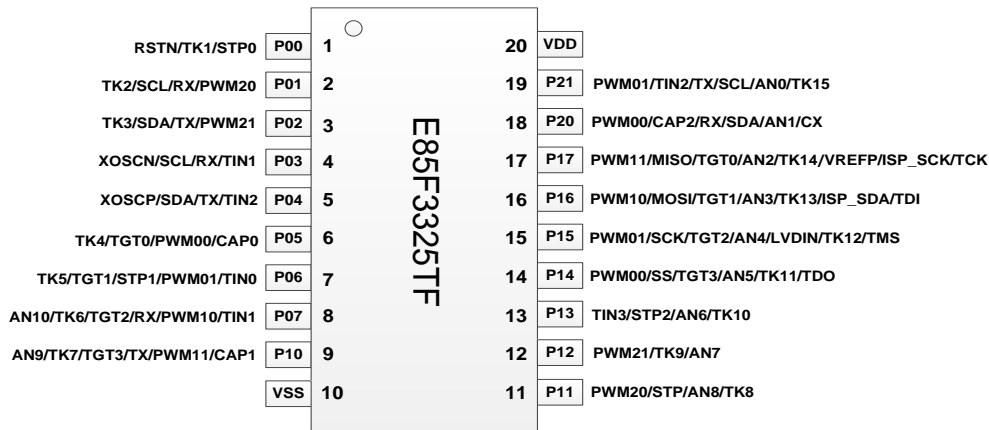 RSTN/TK1/STP0 P00 1 20 VDD
TK2/SCL/RX/PWM20 P01 2 19 P21 PWM01/TIN2/TX/SCL/AN0/TK15
TK3/SDA/TX/PWM21 P02 3 18 P20 PWM00/CAP2/RX/SDA/AN1/CX
XOSCN/SCL/RX/TIN1 P03 4 17 P17 PWM11/MISO/TGT0/AN2/TK14/VREFP/ISP_SCK/TCK
XOSCP/SDA/TX/TIN2 P04 5 16 P16 PWM10/MOSI/TGT1/AN3/TK13/ISP_SDA/TDI
TK4/TGT0/PWM00/CAP0 P05 6 15 P15 PWM01/SCK/TGT2/AN4/LVDIN/TK12/TMS
TK5/TGT1/STP1/PWM01/TIN0 P06 7 14 P14 PWM00/SS/TGT3/AN5/TK11/TDO
AN10/TK6/TGT2/RX/PWM10/TIN1 P07 8 13 P13 TIN3/STP2/AN6/TK10
AN9/TK7/TGT3/TX/PWM11/CAP1 P10 9 12 P12 PWM21/TK9/AN7
VSS 10 11 P11 PWM20/STP/AN8/TK8
E85F3325TF